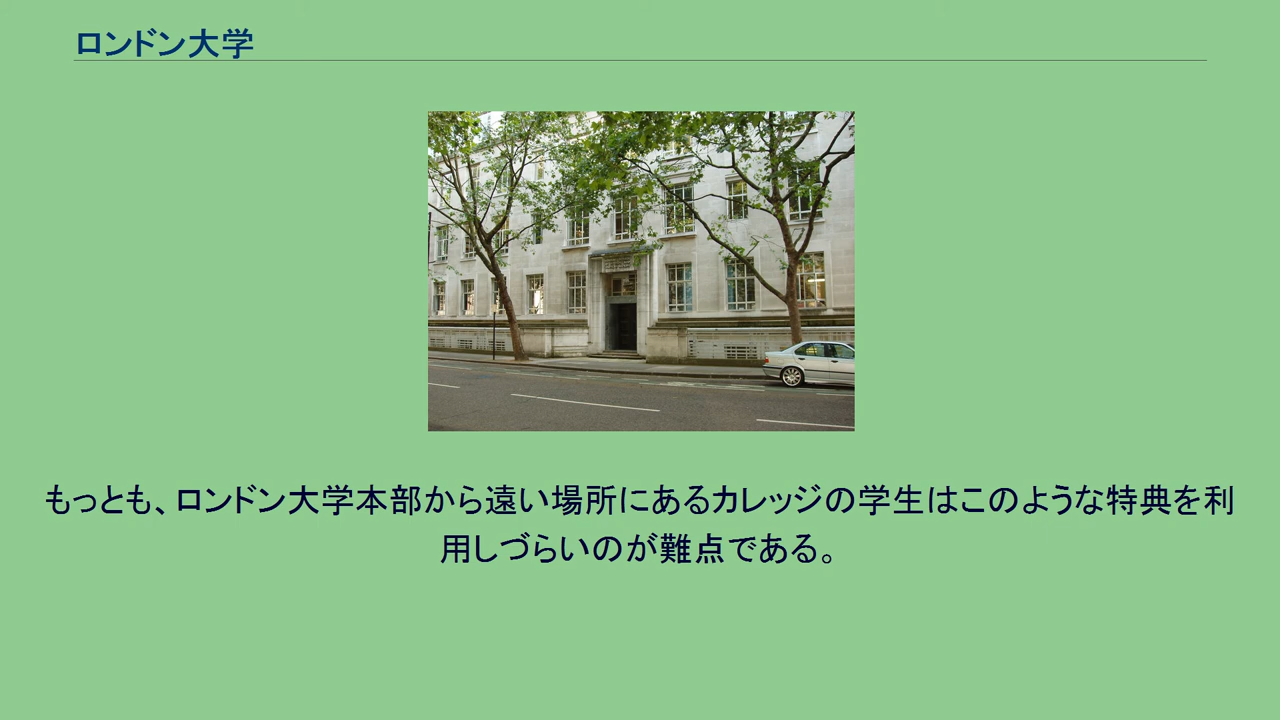 ロンドン大学
もっとも、ロンドン大学本部から遠い場所にあるカレッジの学生はこのような特典を利
用しづらいのが難点である。